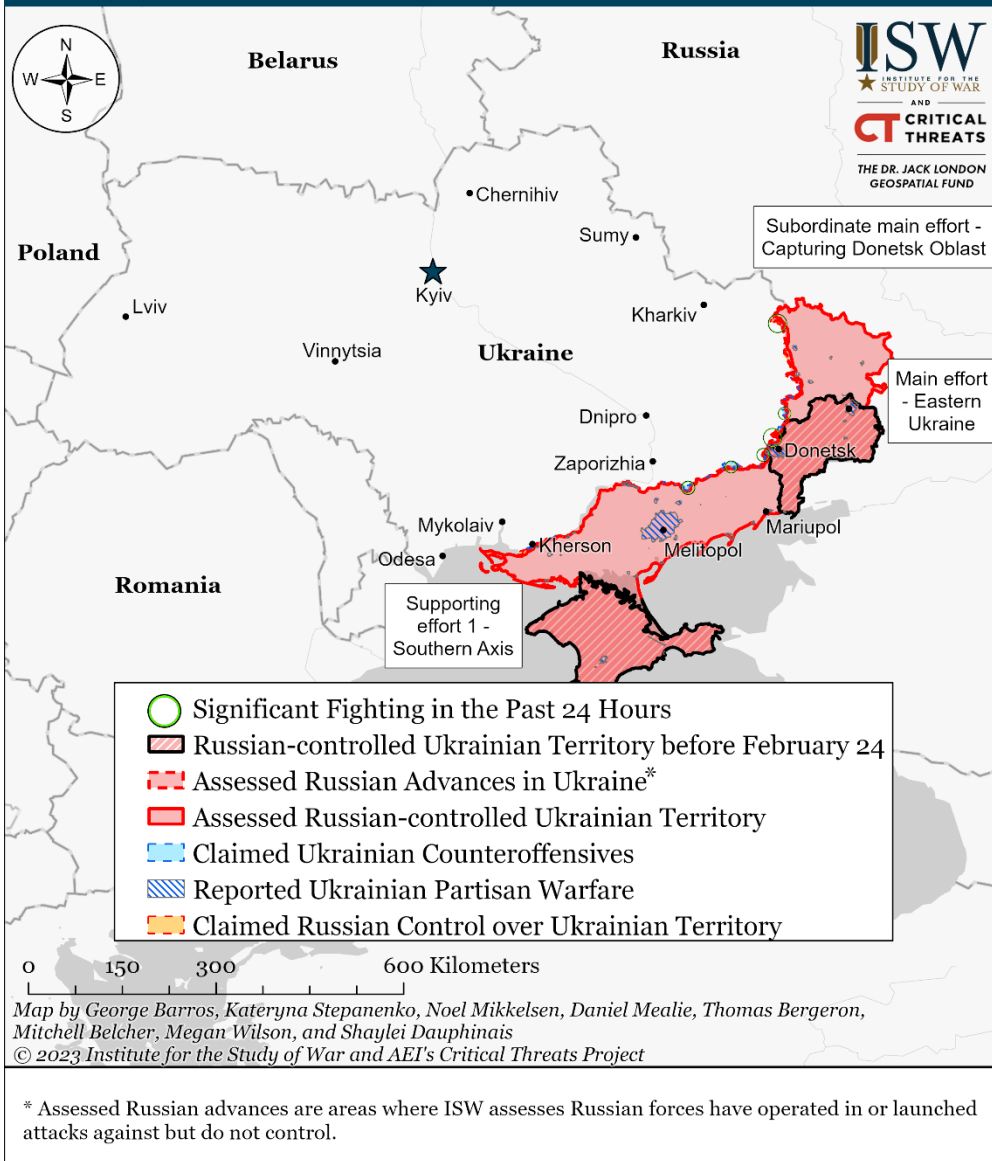 N
W E
S
Belarus
Russia
ISW
INSTITUTE FOR THE
STUDY OF WAR
AND
CT CRITICAL
THREATS
THE DR. JACK LONDON
GEOSPATIAL FUND
Chernihiv
Sumy
Subordinate main effort -
Capturing Donetsk Oblast
Poland
Kyiv
Lviv
Kharkiv
Vinnytsia
Ukraine
Main effort
- Eastern
Ukraine
Dnipro
Donetsk
Zaporizhia
Mariupol
Mykolaiv
Kherson
Melitopol
Odesa
Romania
Supporting
effort 1 -
Southern Axis
Significant Fighting in the Past 24 Hours
Russian-controlled Ukrainian Territory before February 24
Assessed Russian Advances in Ukraine*
Assessed Russian-controlled Ukrainian Territory
Claimed Ukrainian Counteroffensives
Reported Ukrainian Partisan Warfare
Claimed Russian Control over Ukrainian Territory
0 150 300 600 Kilometers
Map by George Barros, Kateryna Stepanenko, Noel Mikkelsen, Daniel Mealie, Thomas Bergeron,
Mitchell Belcher, Megan Wilson, and Shaylei Dauphinais
© 2023 Institute for the Study of War and AEI's Critical Threats Project
* Assessed Russian advances are areas where ISW assesses Russian forces have operated in or launched
attacks against but do not control.